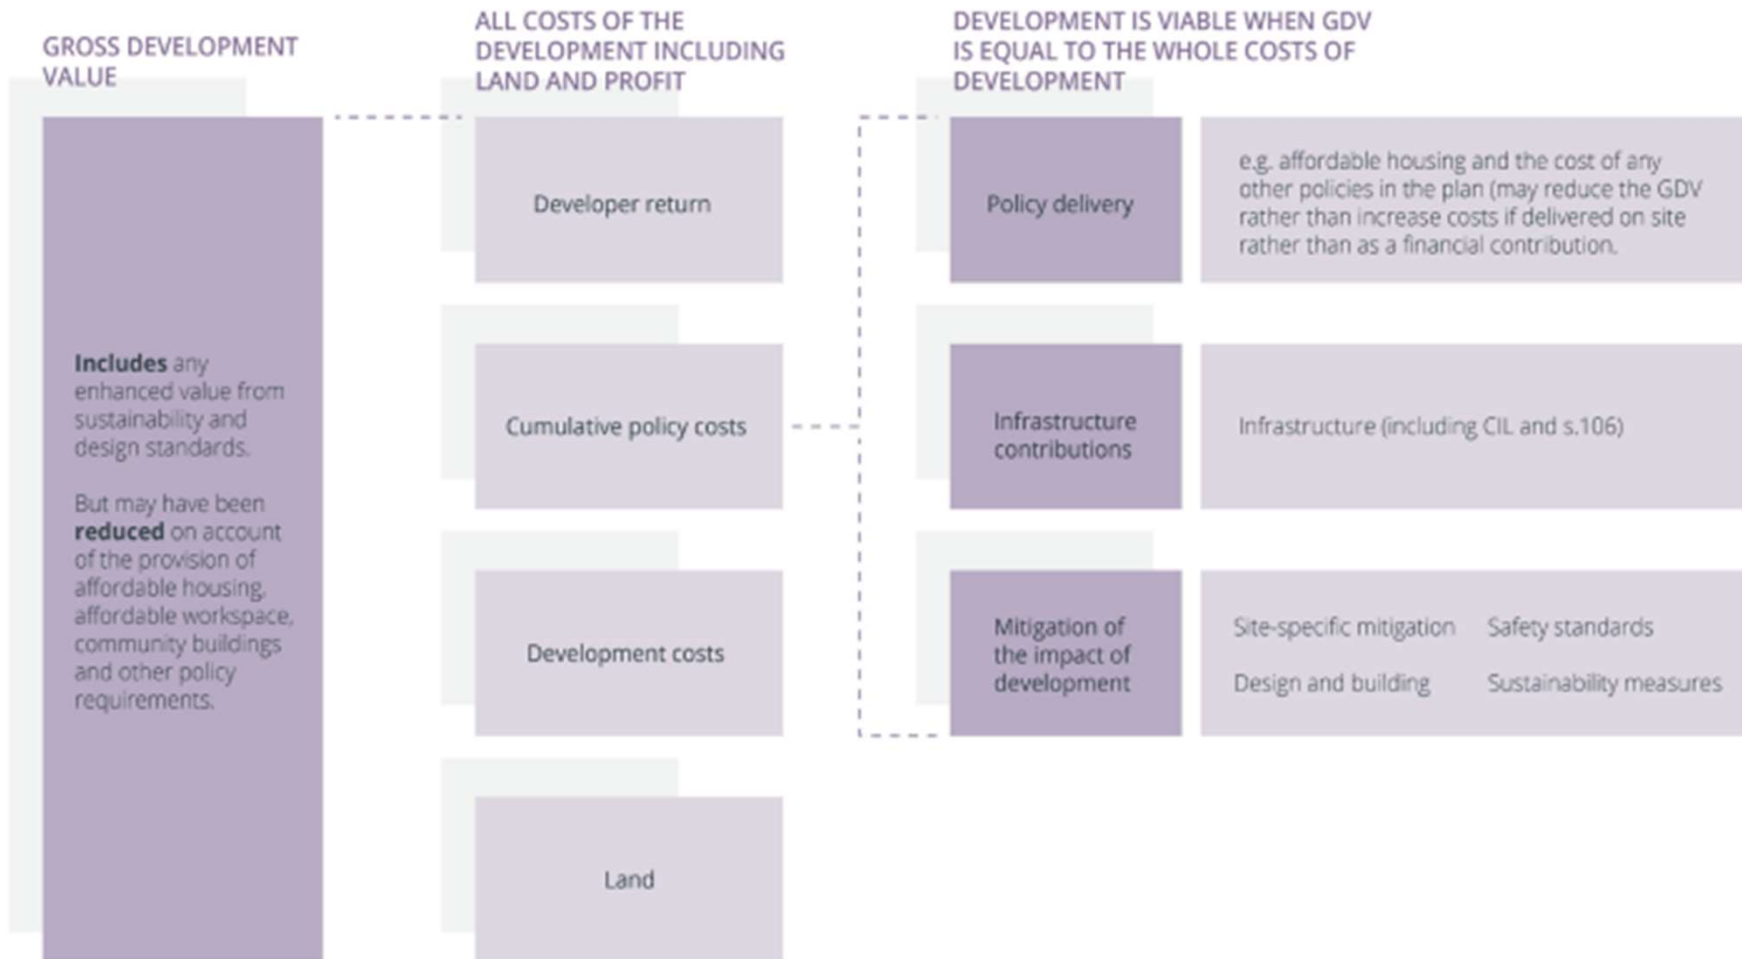 GROSS DEVELOPMENT
VALUE
Includes any
enhanced value from
sustainability and
design standards.
But may have been
reduced on account
of the provision of
affordable housing,
affordable workspace,
community buildings
and other policy
requirements.
ALL COSTS OF THE
DEVELOPMENT INCLUDING
LAND AND PROFIT
Developer return
Cumulative policy costs
Development costs
Land
DEVELOPMENT IS VIABLE WHEN GDV
IS EQUAL TO THE WHOLE COSTS OF
DEVELOPMENT
Policy delivery
e.g. affordable housing and the cost of any
other policies in the plan (may reduce the GDV
rather than increase costs if delivered on site
rather than as a financial contribution.
Infrastructure
contributions
Infrastructure (including CIL and s.106)
Mitigation of
the impact of
development
Site-specific mitigation Safety standards
Design and building Sustainability measures